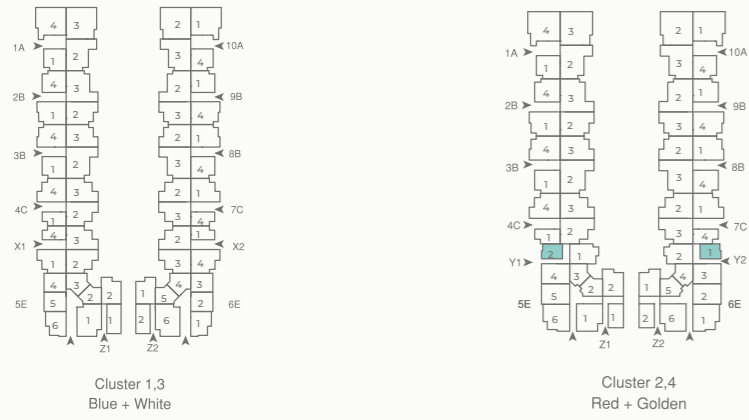 4 3 2 1
1A 10A
1 2 3 4
4 3 2 1
2B 9B
1 2 3 4
4 3 2 1
3B 8B
1 2 3 4
4 3 2 1
4C 7C
1 2 3 4
4 3 2 1
X1 X2
1 2 3 4
4 3 2 2 1 5 4 3
5E 5 2 6E
6 1 1 2 6 1
Z1 Z2
Cluster 1,3
Blue + White
4 3 2 1
1A 10A
1 2 3 4
4 3 2 1
2B 9B
1 2 3 4
4 3 2 1
3B 8B
1 2 3 4
4 3 2 1
4C 7C
1 2 3 4
2 1 2 1
Y1 Y2
4 3 2 2 1 5 4 3
5E 5 2 6E
6 1 1 2 6 1
Z1 Z2
Cluster 2,4
Red + Golden